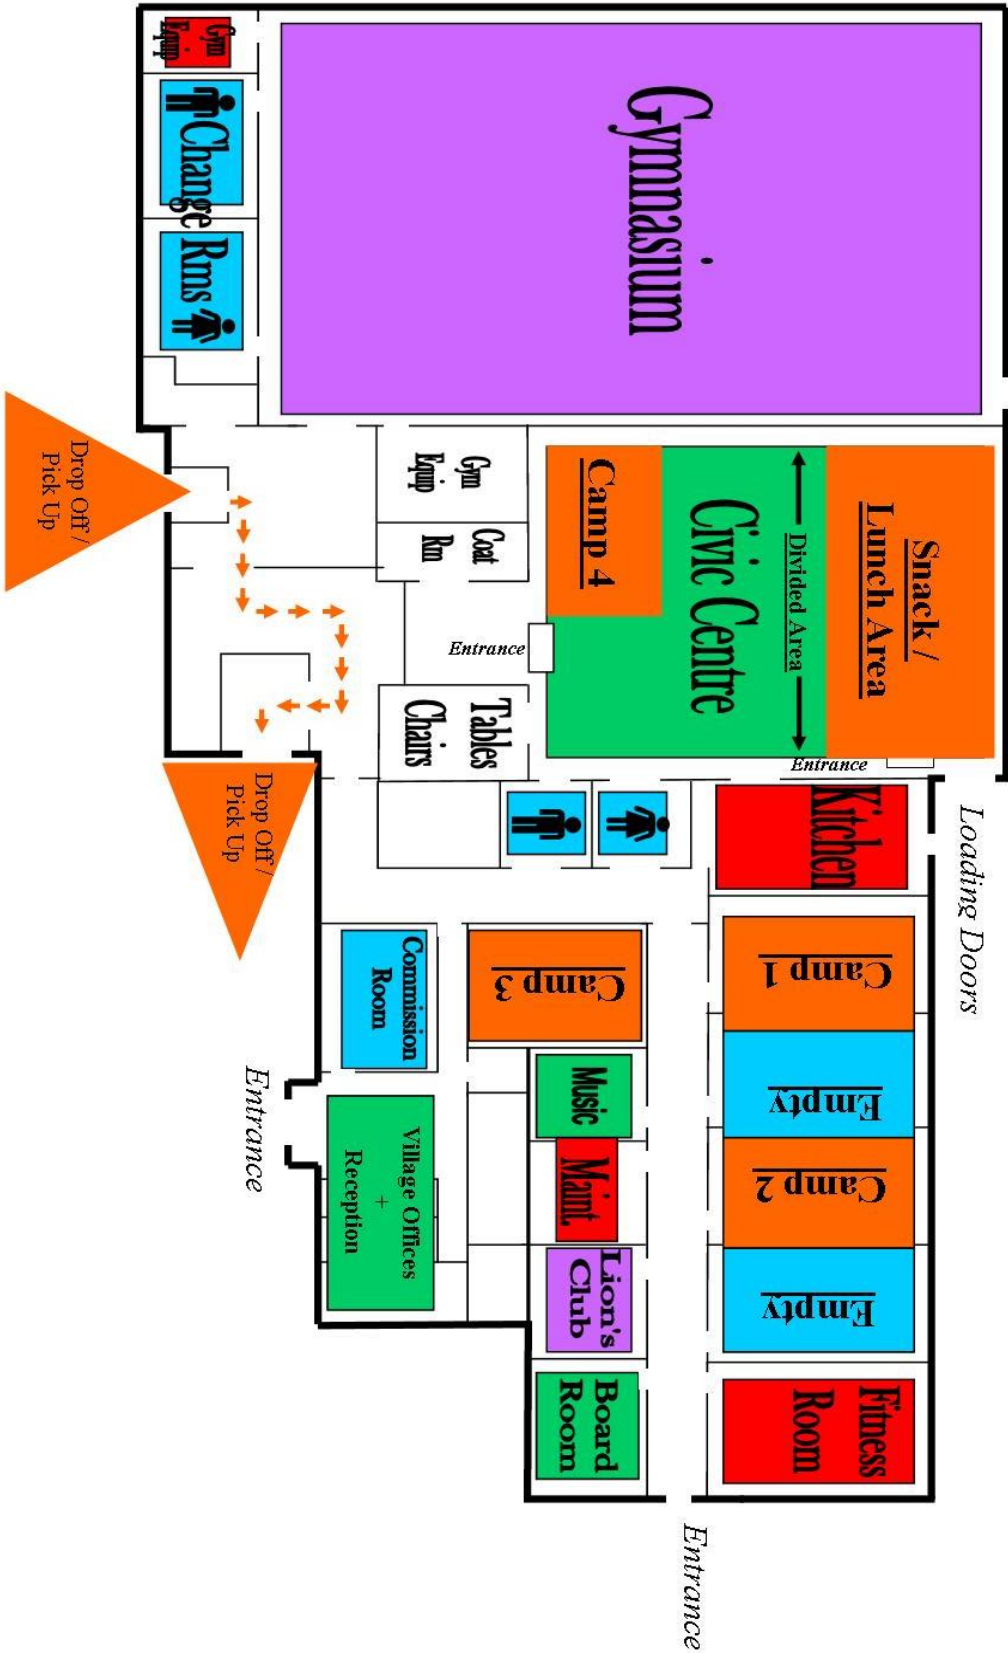 Gym
Equip
Change Rms
Gymnasium
Drop Off /
Pick Up
Gym
Equip
Coat
Rm
Camp 4
Civic Centre
Divided Area
Snack /
Lunch Area
Entrance
Tables
Chairs
Entrance
Drop Off /
Pick Up
Kitchen
Loading Doors
Commission
Room
Camp 3
Camp 1
Empty
Camp 2
Empty
Music
Maint.
Lion's
Club
Board
Room
Fitness
Room
Village Offices
+
Reception
Entrance
Entrance